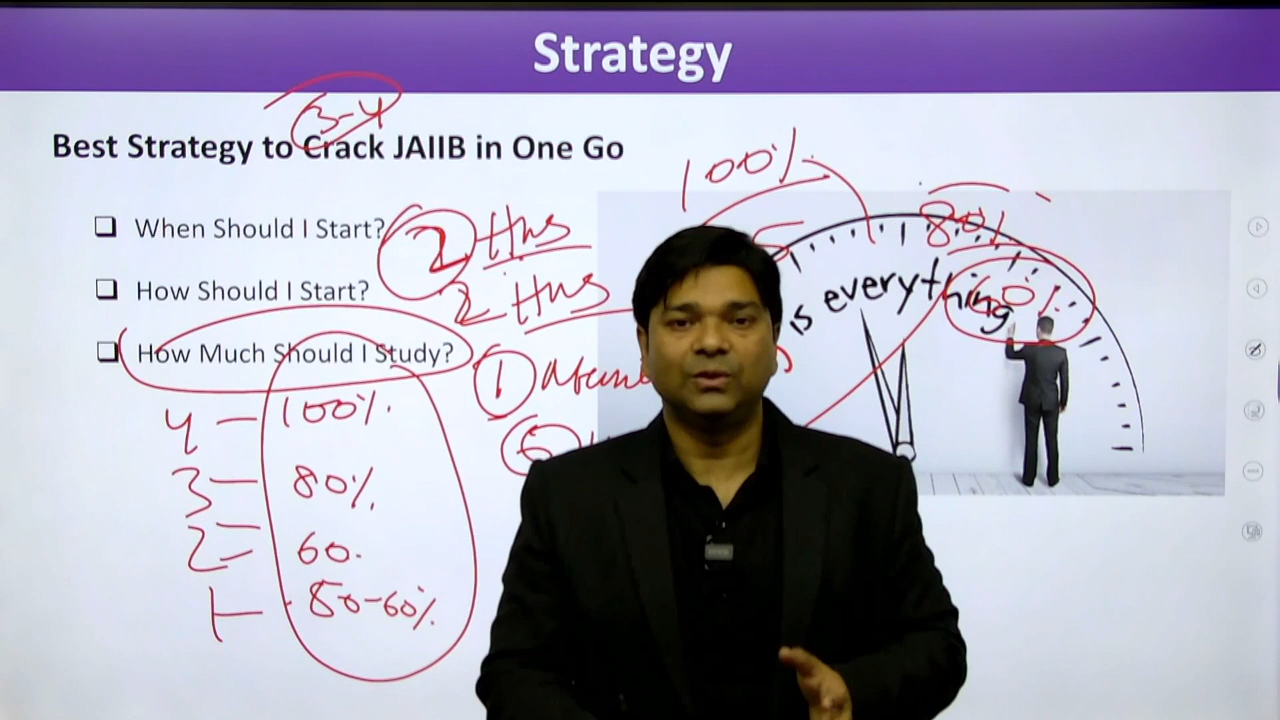 Strategy
3-4
Best Strategy to Crack JAIIB in One Go
100%
80%
When Should I Start?
2 Hrs
How Should I Start?
2 Hrs
is everything
0%
How Much Should I Study?
1
4 - 100%
6
3 - 80%
2 - 60.
1 - 50-60%